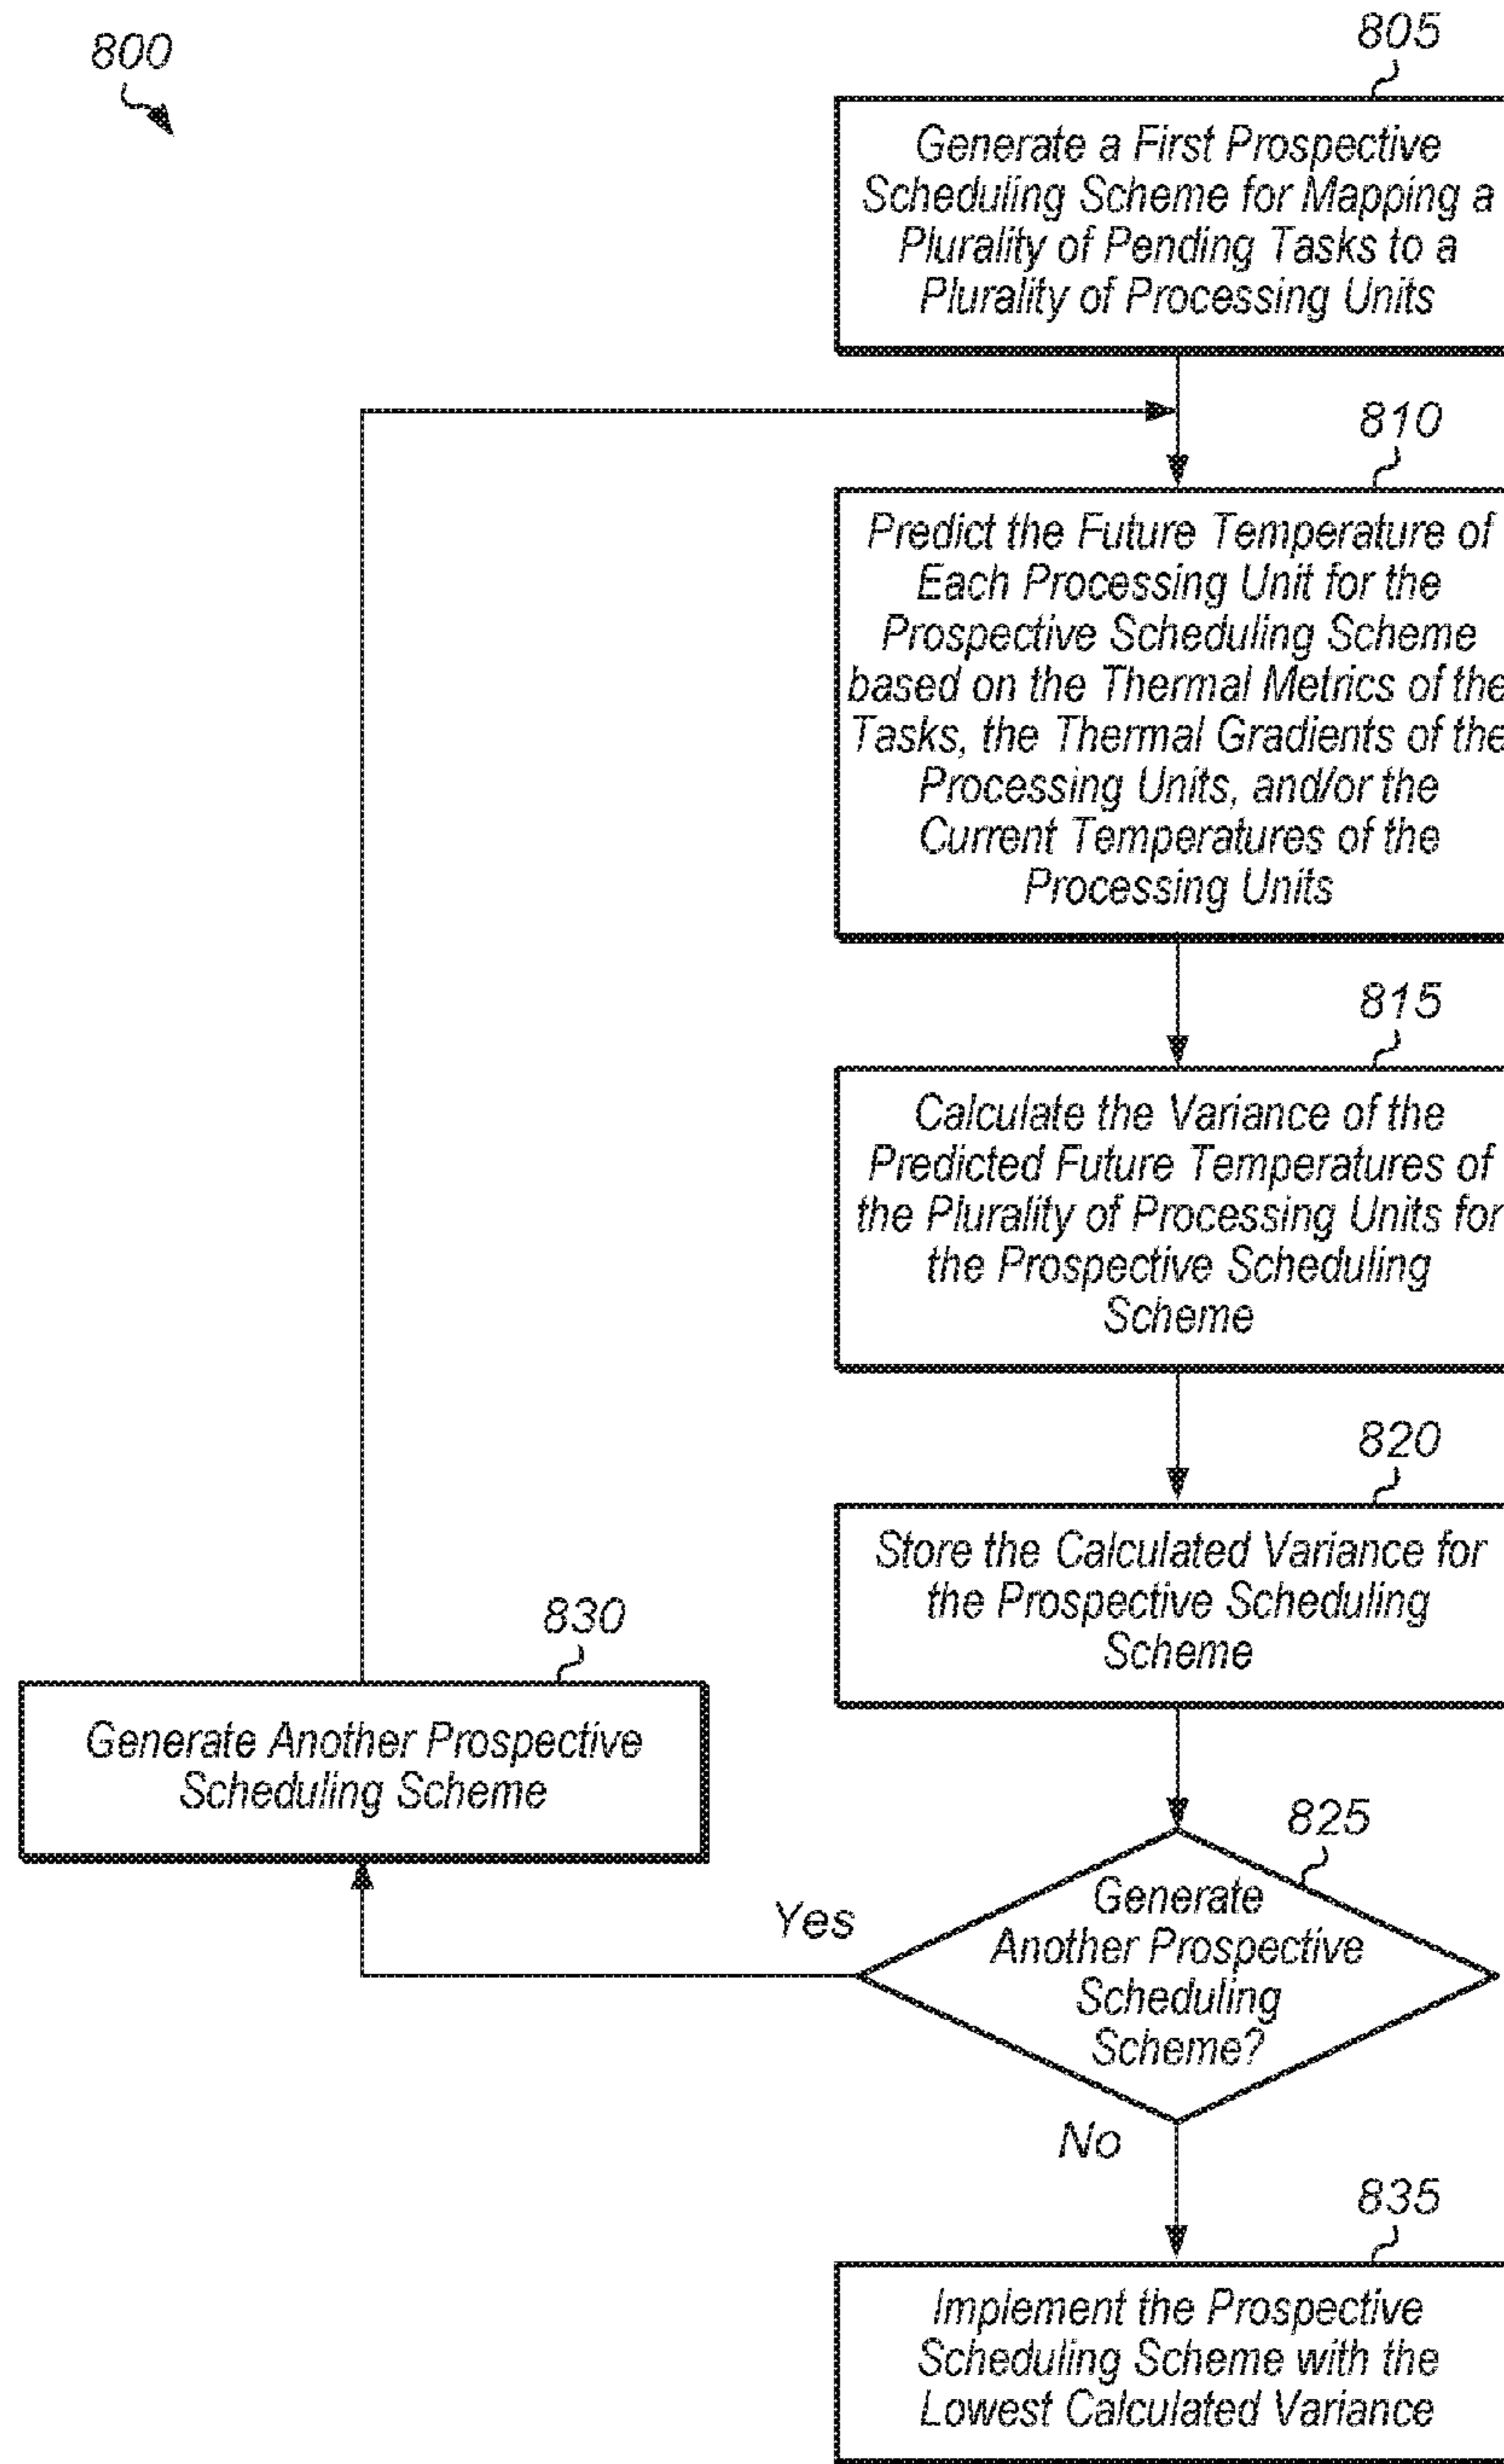 800
805
Generate a First Prospective
Scheduling Scheme for Mapping a
Plurality of Pending Tasks to a
Plurality of Processing Units
810
Predict the Future Temperature of
Each Processing Unit for the
Prospective Scheduling Scheme
based on the Thermal Metrics of the
Tasks, the Thermal Gradients of the
Processing Units, and/or the
Current Temperatures of the
Processing Units
815
Calculate the Variance of the
Predicted Future Temperatures of
the Plurality of Processing Units for
the Prospective Scheduling
Scheme
820
Store the Calculated Variance for
the Prospective Scheduling
Scheme
830
Generate Another Prospective
Scheduling Scheme
825
Generate
Another Prospective
Scheduling
Scheme?
Yes
No
835
Implement the Prospective
Scheduling Scheme with the
Lowest Calculated Variance